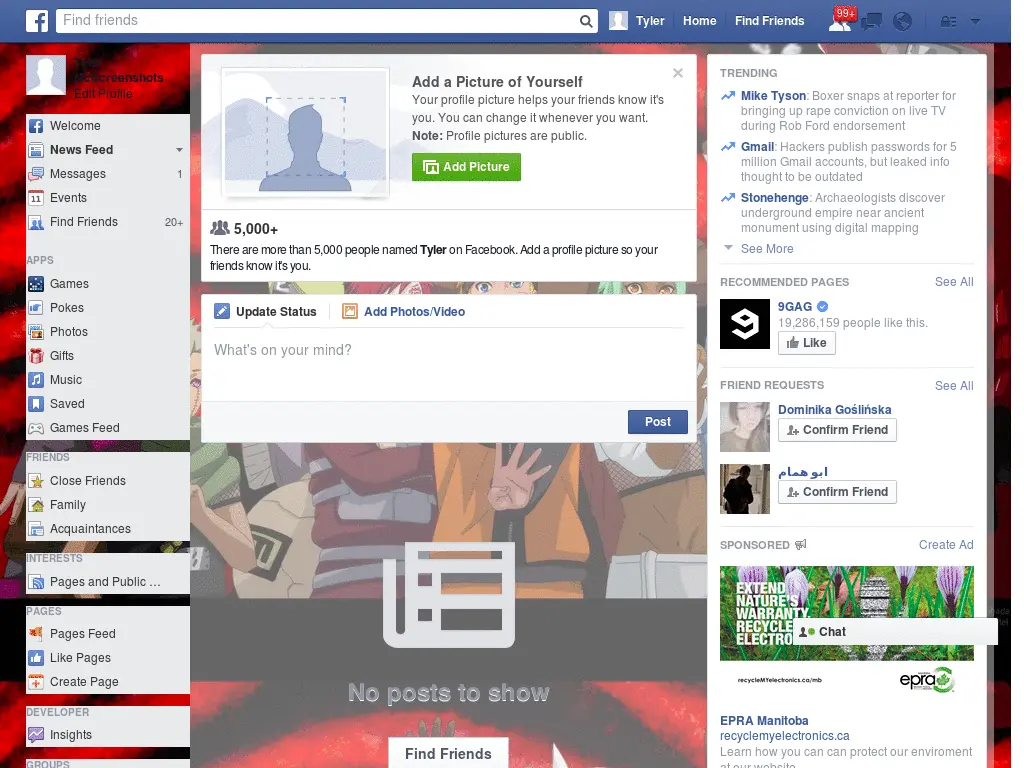 Find friends
Tyler
Home
Find Friends
99+
Screenshots
Edit Profile
Welcome
News Feed
Messages
1
Events
Find Friends
20+
APPS
Games
Pokes
Photos
Gifts
Music
Saved
Games Feed
FRIENDS
Close Friends
Family
Acquaintances
INTERESTS
Pages and Public ...
PAGES
Pages Feed
Like Pages
Create Page
DEVELOPER
Insights
GROUPS
Add a Picture of Yourself
Your profile picture helps your friends know it's
you. You can change it whenever you want.
Note: Profile pictures are public.
Add Picture
5,000+
There are more than 5,000 people named Tyler on Facebook. Add a profile picture so your
friends know it's you.
Update Status
Add Photos/Video
What's on your mind?
Post
No posts to show
Find Friends
TRENDING
Mike Tyson: Boxer snaps at reporter for
bringing up rape conviction on live TV
during Rob Ford endorsement
Gmail: Hackers publish passwords for 5
million Gmail accounts, but leaked info
thought to be outdated
Stonehenge: Archaeologists discover
underground empire near ancient
monument using digital mapping
See More
RECOMMENDED PAGES
See All
9GAG
19,286,159 people like this.
Like
FRIEND REQUESTS
See All
Dominika Goślińska
Confirm Friend
ابو همام
Confirm Friend
SPONSORED
Create Ad
EXTEND
NATURE'S
WARRANTY.
RECYCLE
ELECTRO
Chat
recycleMYelectronics.ca/mb
epra
EPRA Manitoba
recyclemyelectronics.ca
Learn how you can can protect our enviroment
at our website